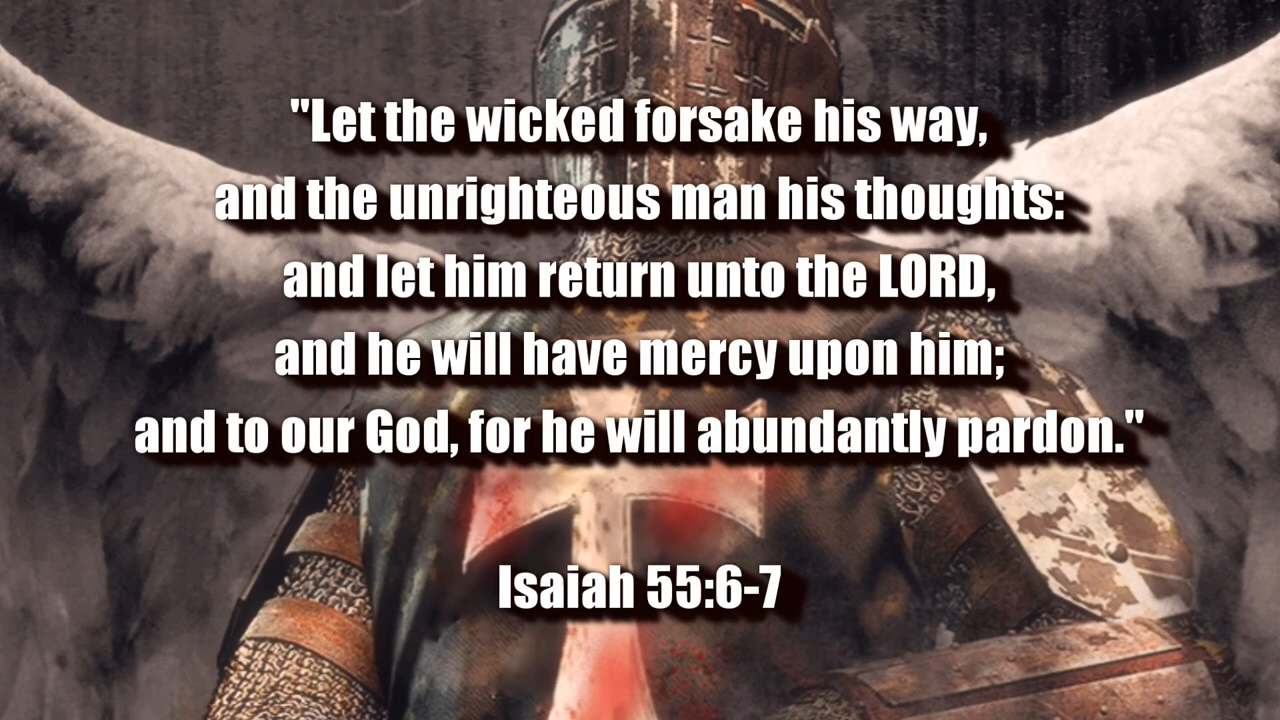 "Let the wicked forsake his way,
and the unrighteous man his thoughts:
and let him return unto the LORD,
and he will have mercy upon him;
and to our God, for he will abundantly pardon."
Isaiah 55:6-7